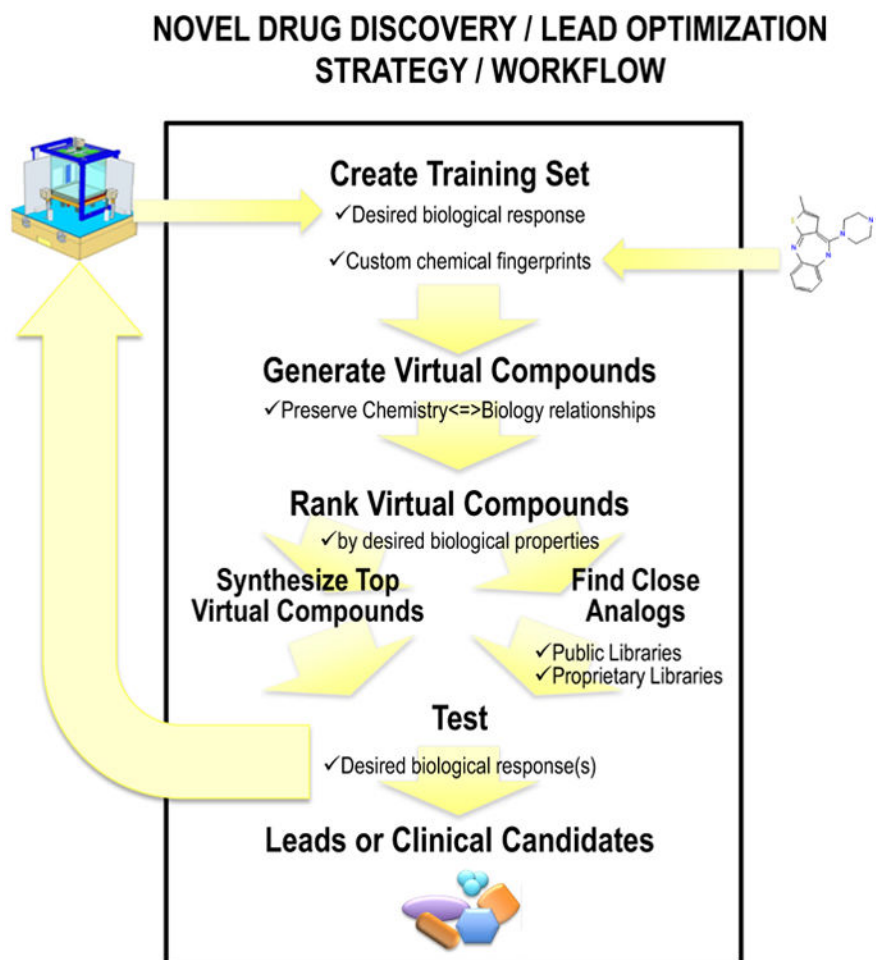 NOVEL DRUG DISCOVERY / LEAD OPTIMIZATION
STRATEGY / WORKFLOW
Create Training Set
✓Desired biological response
✓Custom chemical fingerprints
S
N
N
N
N
Generate Virtual Compounds
✓Preserve Chemistry<=>Biology relationships
Rank Virtual Compounds
✓by desired biological properties
Synthesize Top
Virtual Compounds
Find Close
Analogs
✓Public Libraries
✓Proprietary Libraries
Test
✓Desired biological response(s)
Leads or Clinical Candidates